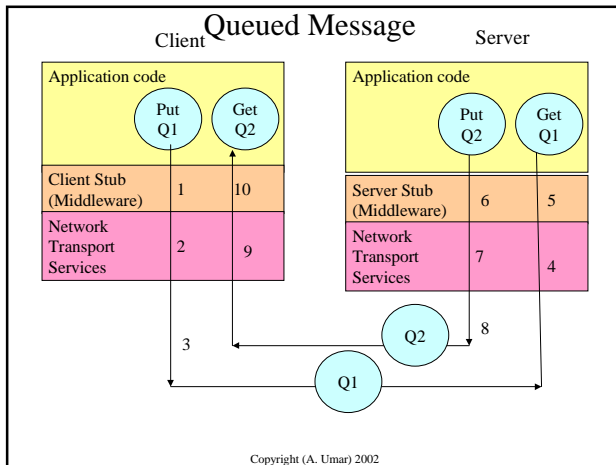 Queued Message
Client
Server
Application code
Put
Q1
Get
Q2
Client Stub
(Middleware)
1
10
Network
Transport
Services
2
9
Application code
Put
Q2
Get
Q1
Server Stub
(Middleware)
6
5
Network
Transport
Services
7
4
3
Q2
8
Q1
Copyright (A. Umar) 2002